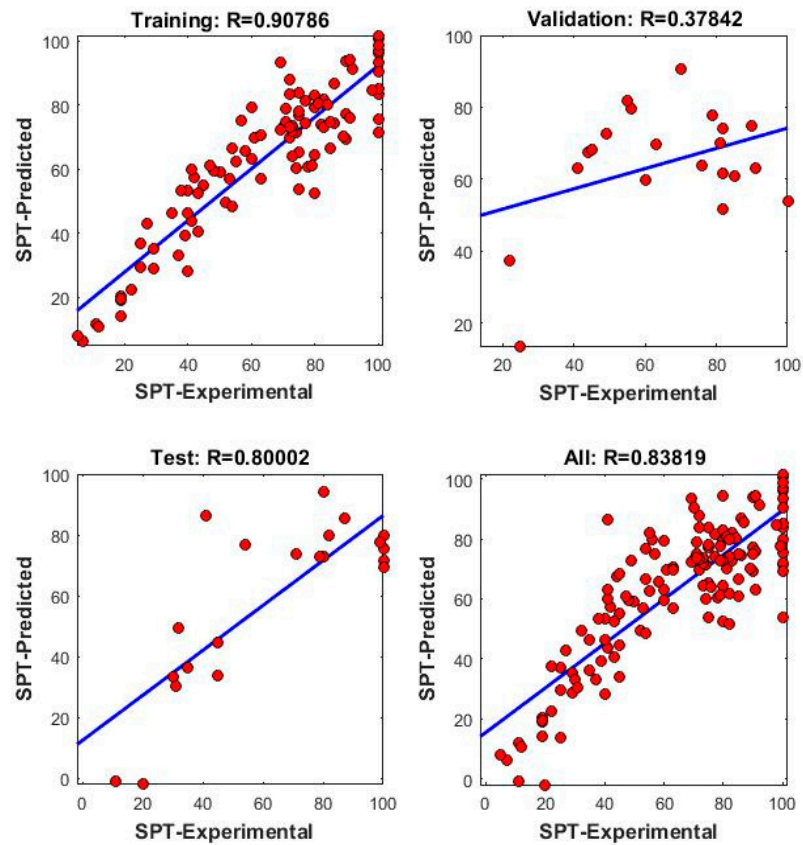 Training: R=0.90786
SPT-Predicted
100
80
60
40
20
20 40 60 80 100
SPT-Experimental
Validation: R=0.37842
SPT-Predicted
100
80
60
40
20
20 40 60 80 100
SPT-Experimental
Test: R=0.80002
SPT-Predicted
100
80
60
40
20
0
0 20 40 60 80 100
SPT-Experimental
All: R=0.83819
SPT-Predicted
100
80
60
40
20
0
0 20 40 60 80 100
SPT-Experimental